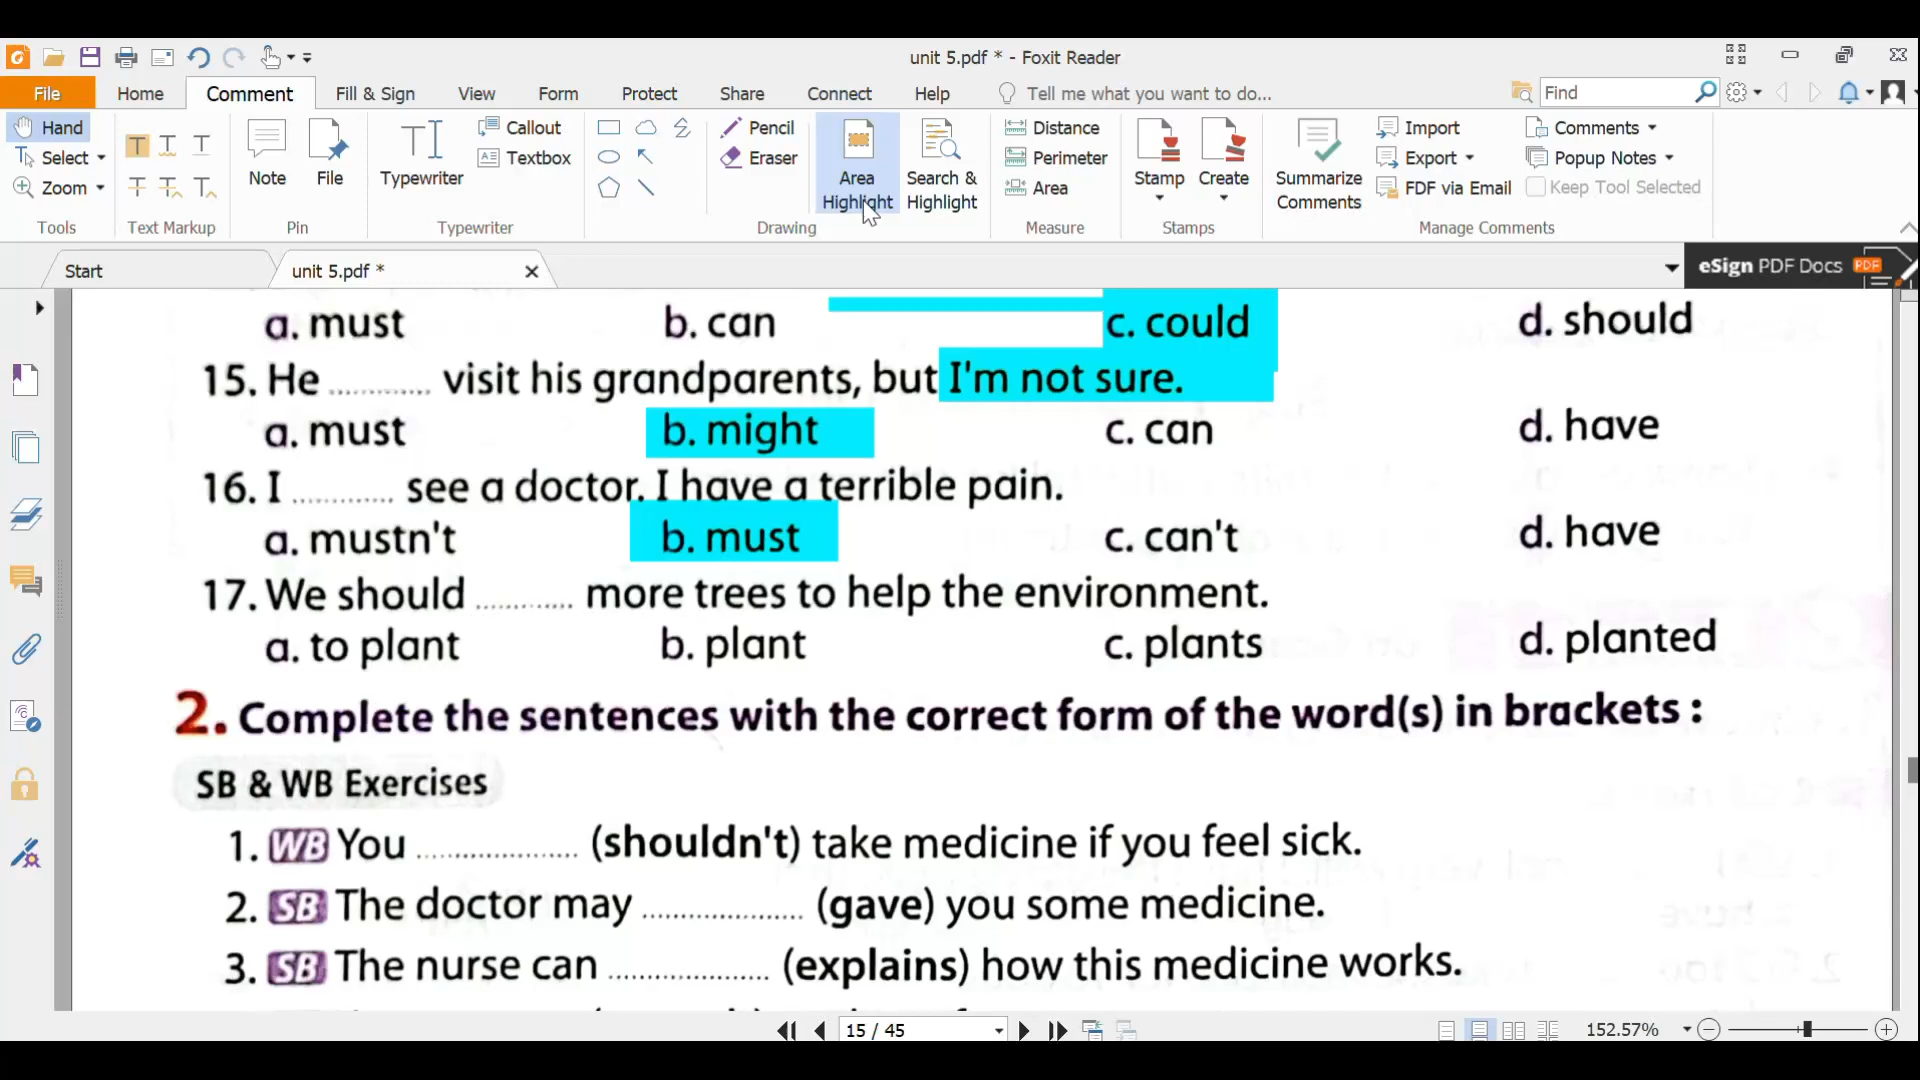 unit 5.pdf * - Foxit Reader
File Home Comment Fill & Sign View Form Protect Share Connect Help Tell me what you want to do... Find
Hand Select Zoom
Tools
Text Markup
Note File
Pin
Typewriter Callout Textbox
Typewriter
Pencil Eraser Area Highlight Search & Highlight
Drawing
Distance Perimeter Area
Measure
Stamp Create
Stamps
Summarize Comments Import Export FDF via Email Comments Popup Notes Keep Tool Selected
Manage Comments
Start unit 5.pdf * eSign PDF Docs PDF
a. must b. can c. could d. should
15. He ........... visit his grandparents, but I'm not sure.
a. must b. might c. can d. have
16. I ........... see a doctor. I have a terrible pain.
a. mustn't b. must c. can't d. have
17. We should ........... more trees to help the environment.
a. to plant b. plant c. plants d. planted
2. Complete the sentences with the correct form of the word(s) in brackets :
SB & WB Exercises
1. WB You .................... (shouldn't) take medicine if you feel sick.
2. SB The doctor may .................... (gave) you some medicine.
3. SB The nurse can .................... (explains) how this medicine works.
15 / 45 152.57%